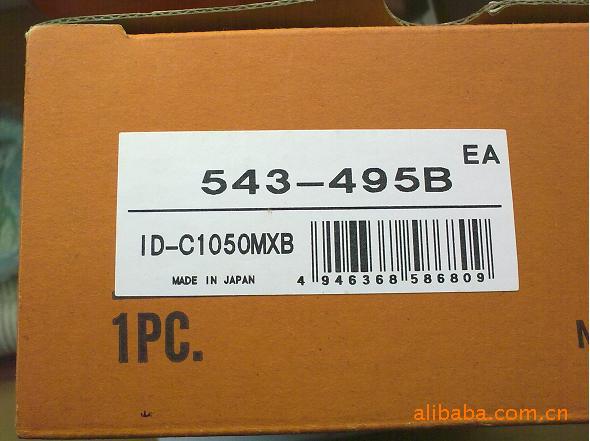 EA
543-495B
ID-C1050MXB
MADE IN JAPAN
4 946368 586809
1PC.
alibaba.com.cn